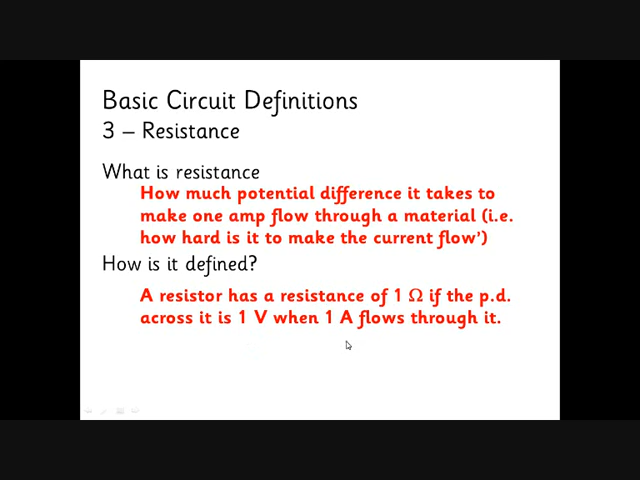 Basic Circuit Definitions
3 – Resistance
What is resistance
How much potential difference it takes to
make one amp flow through a material (i.e.
how hard is it to make the current flow’)
How is it defined?
A resistor has a resistance of 1 Ω if the p.d.
across it is 1 V when 1 A flows through it.